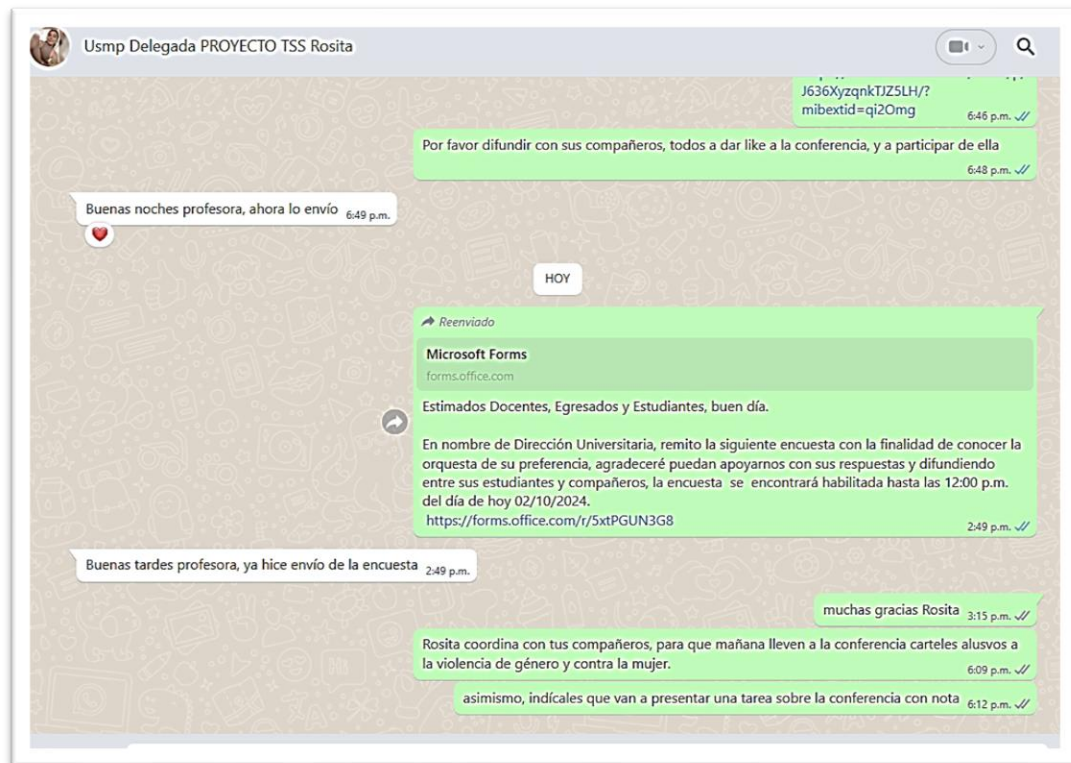 Usmp Delegada PROYECTO TSS Rosita
J636XyzqnkTJZ5LH/?
mibextid=qi2Omg
6:46 p.m.
Por favor difundir con sus compañeros, todos a dar like a la conferencia, y a participar de ella
6:48 p.m.
Buenas noches profesora, ahora lo envío 6:49 p.m.
HOY
Reenviado
Microsoft Forms
forms.office.com
Estimados Docentes, Egresados y Estudiantes, buen día.
En nombre de Dirección Universitaria, remito la siguiente encuesta con la finalidad de conocer la
orquesta de su preferencia, agradeceré puedan apoyarnos con sus respuestas y difundiendo
entre sus estudiantes y compañeros, la encuesta se encontrará habilitada hasta las 12:00 p.m.
del día de hoy 02/10/2024.
https://forms.office.com/r/5xtPGUN3G8
2:49 p.m.
Buenas tardes profesora, ya hice envío de la encuesta 2:49 p.m.
muchas gracias Rosita 3:15 p.m.
Rosita coordina con tus compañeros, para que mañana lleven a la conferencia carteles alusvos a
la violencia de género y contra la mujer.
6:09 p.m.
asimismo, indícales que van a presentar una tarea sobre la conferencia con nota 6:12 p.m.